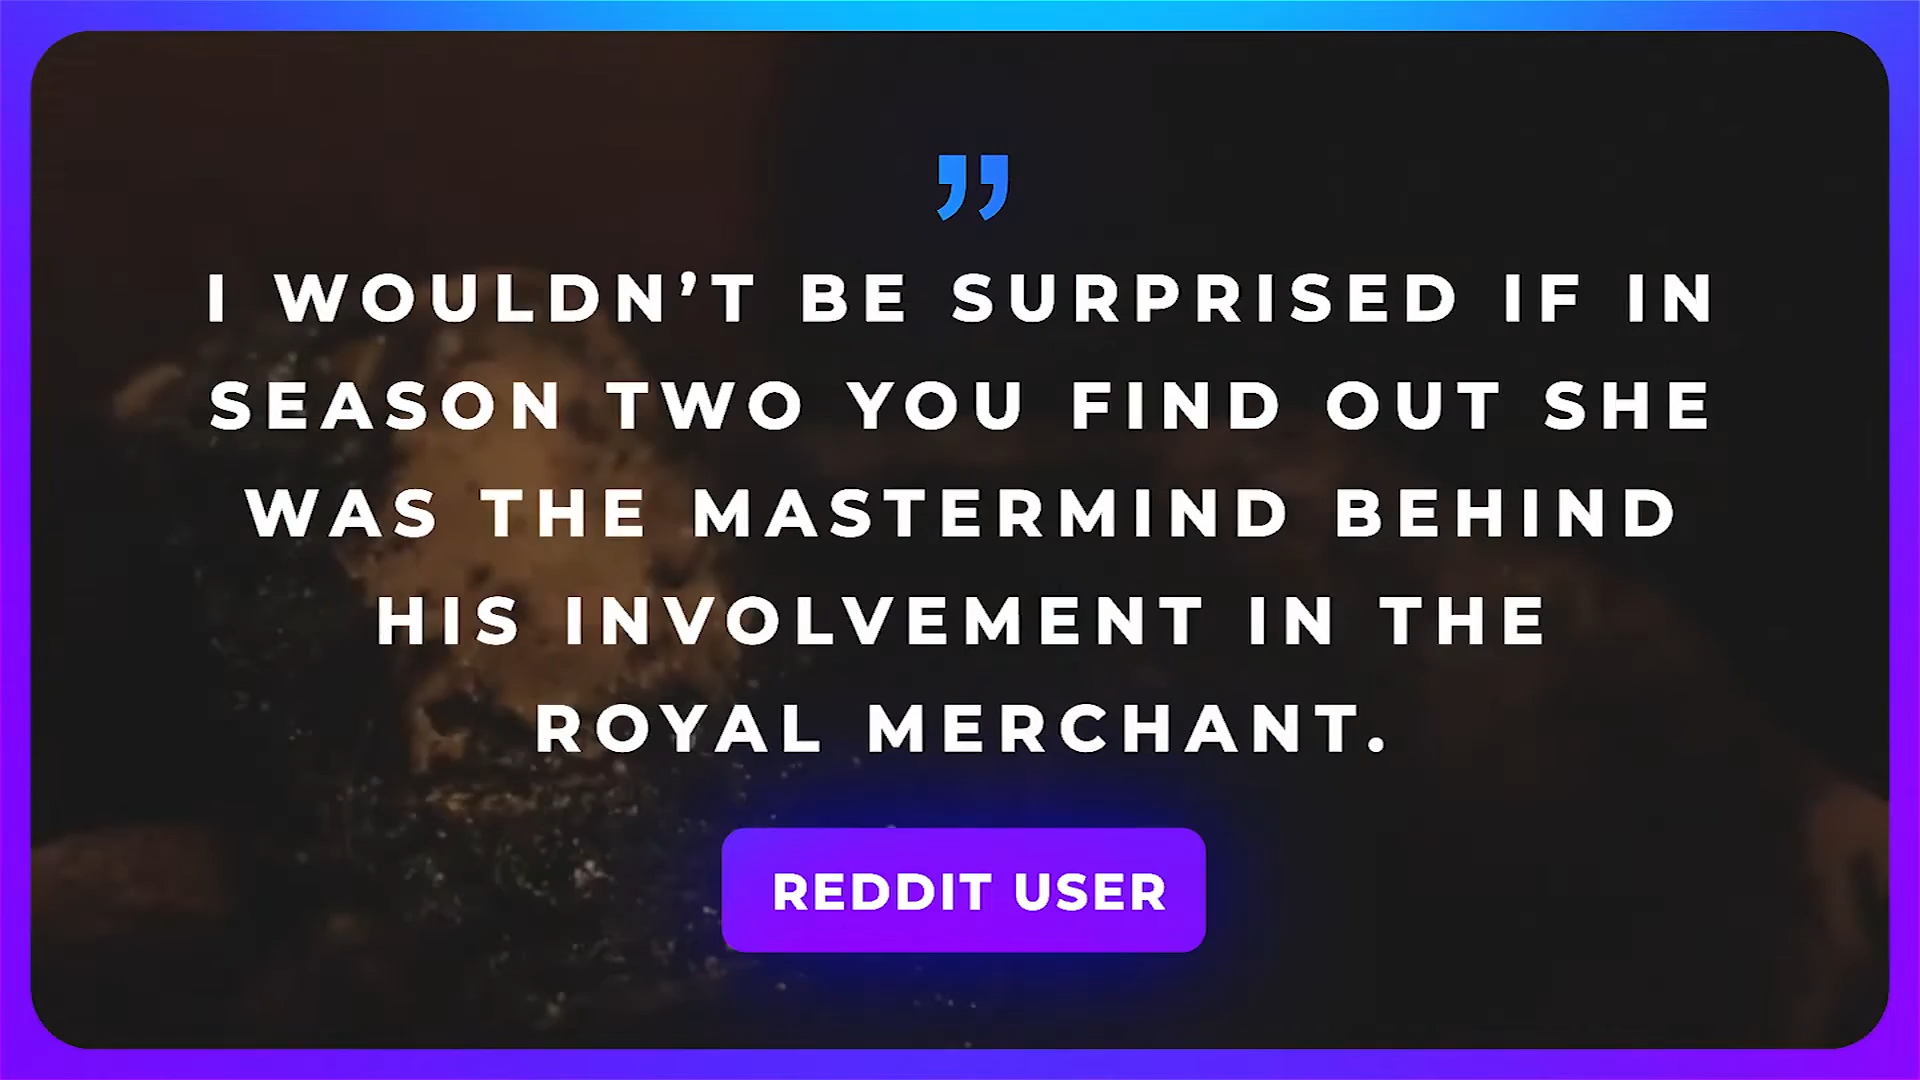 ”
I WOULDN’T BE SURPRISED IF IN
SEASON TWO YOU FIND OUT SHE
WAS THE MASTERMIND BEHIND
HIS INVOLVEMENT IN THE
ROYAL MERCHANT.
REDDIT USER